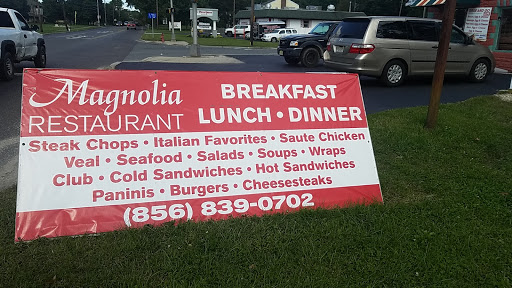 Magnolia
RESTAURANT
BREAKFAST
LUNCH • DINNER
Steak Chops • Italian Favorites • Saute Chicken
Veal • Seafood • Salads • Soups • Wraps
Club • Cold Sandwiches • Hot Sandwiches
Paninis • Burgers • Cheesesteaks
(856) 839-0702